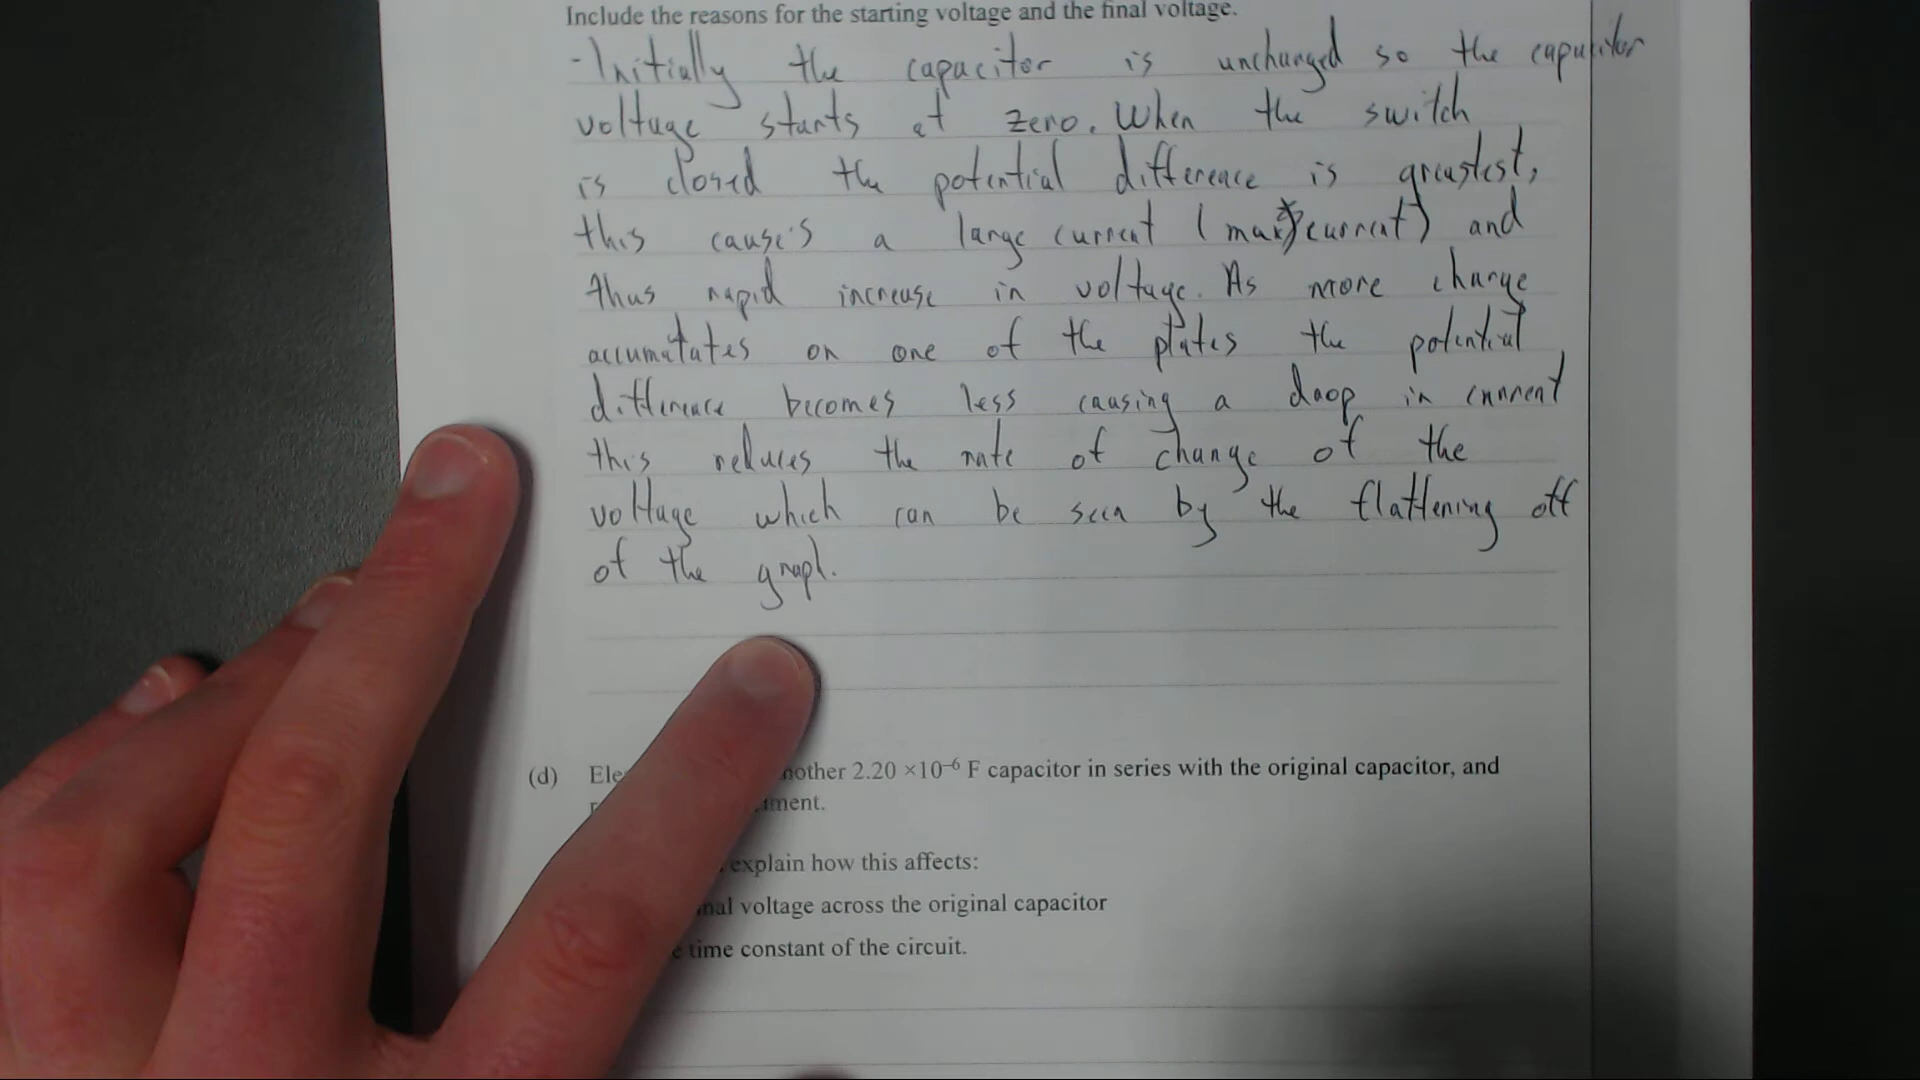 Include the reasons for the starting voltage and the final voltage.
- Initially the capacitor is unchanged so the capacitor
voltage starts at zero. When the switch
is closed the potential difference is greastest,
this cause's a large current (max current) and
thus rapid increase in voltage. As more charge
accumatates on one of the plates the potential
difference becomes less causing a droop in current
this reduces the rate of change of the
voltage which can be seen by the flattening off
of the graph.
(d) Ele nother 2.20 ×10⁻⁶ F capacitor in series with the original capacitor, and
r iment.
explain how this affects:
nal voltage across the original capacitor
e time constant of the circuit.